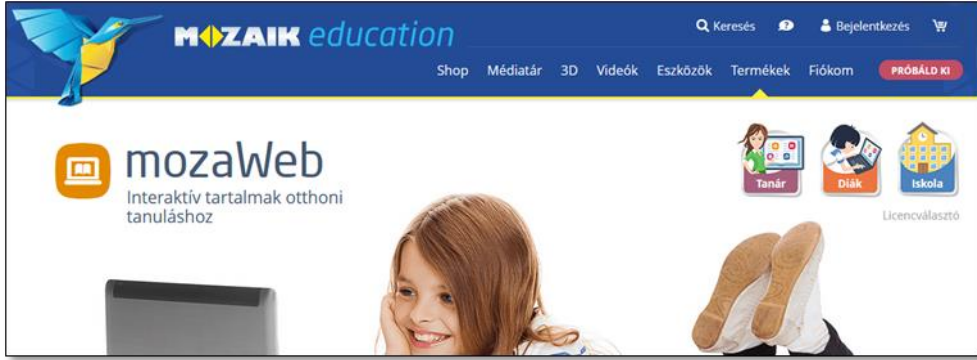 MOZAIK education
Keresés ? Bejelentkezés
Shop Médiatár 3D Videók Eszközök Termékek Fiókom PRÓBÁLD KI
mozaWeb
Interaktív tartalmak otthoni
tanuláshoz
Tanár Diák Iskola
Licencválasztó